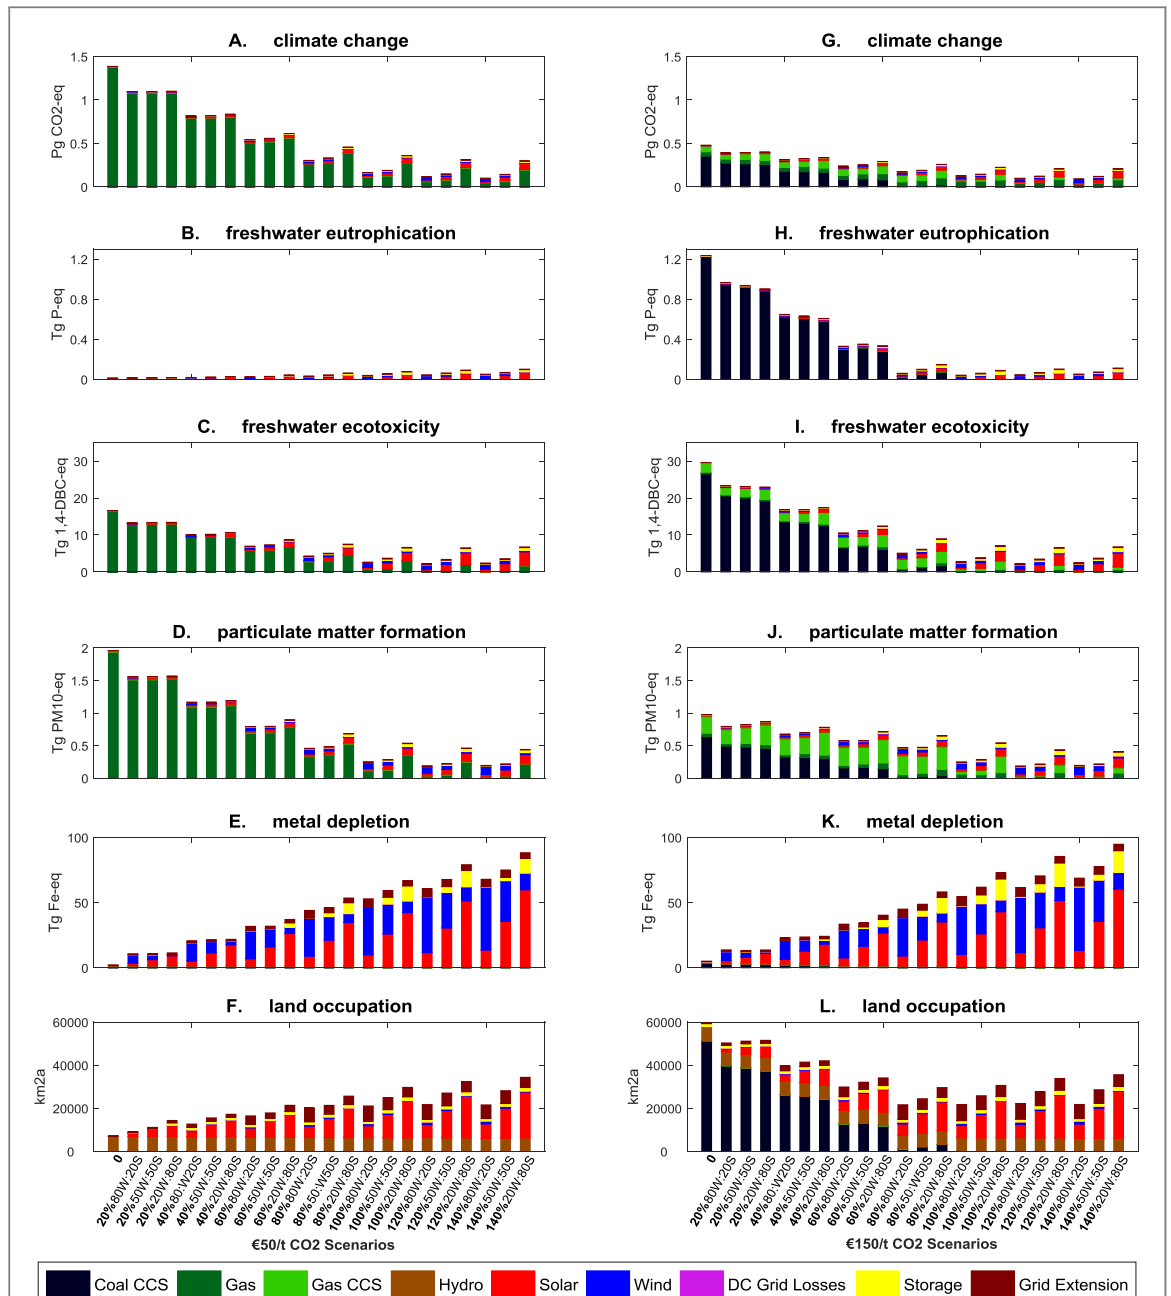 A. climate change
1.5
1
0.5
0
Pg CO2-eq
G. climate change
1.5
1
0.5
0
Pg CO2-eq
B. freshwater eutrophication
1.2
0.8
0.4
0
Tg P-eq
H. freshwater eutrophication
1.2
0.8
0.4
0
Tg P-eq
C. freshwater ecotoxicity
30
20
10
0
Tg 1,4-DBC-eq
I. freshwater ecotoxicity
30
20
10
0
Tg 1,4-DBC-eq
D. particulate matter formation
2
1.5
1
0.5
0
Tg PM10-eq
J. particulate matter formation
2
1.5
1
0.5
0
Tg PM10-eq
E. metal depletion
100
50
0
Tg Fe-eq
K. metal depletion
100
50
0
Tg Fe-eq
F. land occupation
60000
40000
20000
0
km2a
L. land occupation
60000
40000
20000
0
km2a
0
20%80W:20S
20%50W:50S
20%20W:80S
40%80:W20S
40%50W:50S
40%20W:80S
60%80W:20S
60%50W:50S
60%20W:80S
80%80W:20S
80%50:W50S
80%20W:80S
100%80W:20S
100%50W:50S
100%20W:80S
120%80W:20S
120%50W:50S
120%20W:80S
140%80W:20S
140%50W:50S
140%20W:80S
€50/t CO2 Scenarios
0
20%80W:20S
20%50W:50S
20%20W:80S
40%80:W20S
40%50W:50S
40%20W:80S
60%80W:20S
60%50W:50S
60%20W:80S
80%80W:20S
80%50:W50S
80%20W:80S
100%80W:20S
100%50W:50S
100%20W:80S
120%80W:20S
120%50W:50S
120%20W:80S
140%80W:20S
140%50W:50S
140%20W:80S
€150/t CO2 Scenarios
Coal CCS Gas Gas CCS Hydro Solar Wind DC Grid Losses Storage Grid Extension